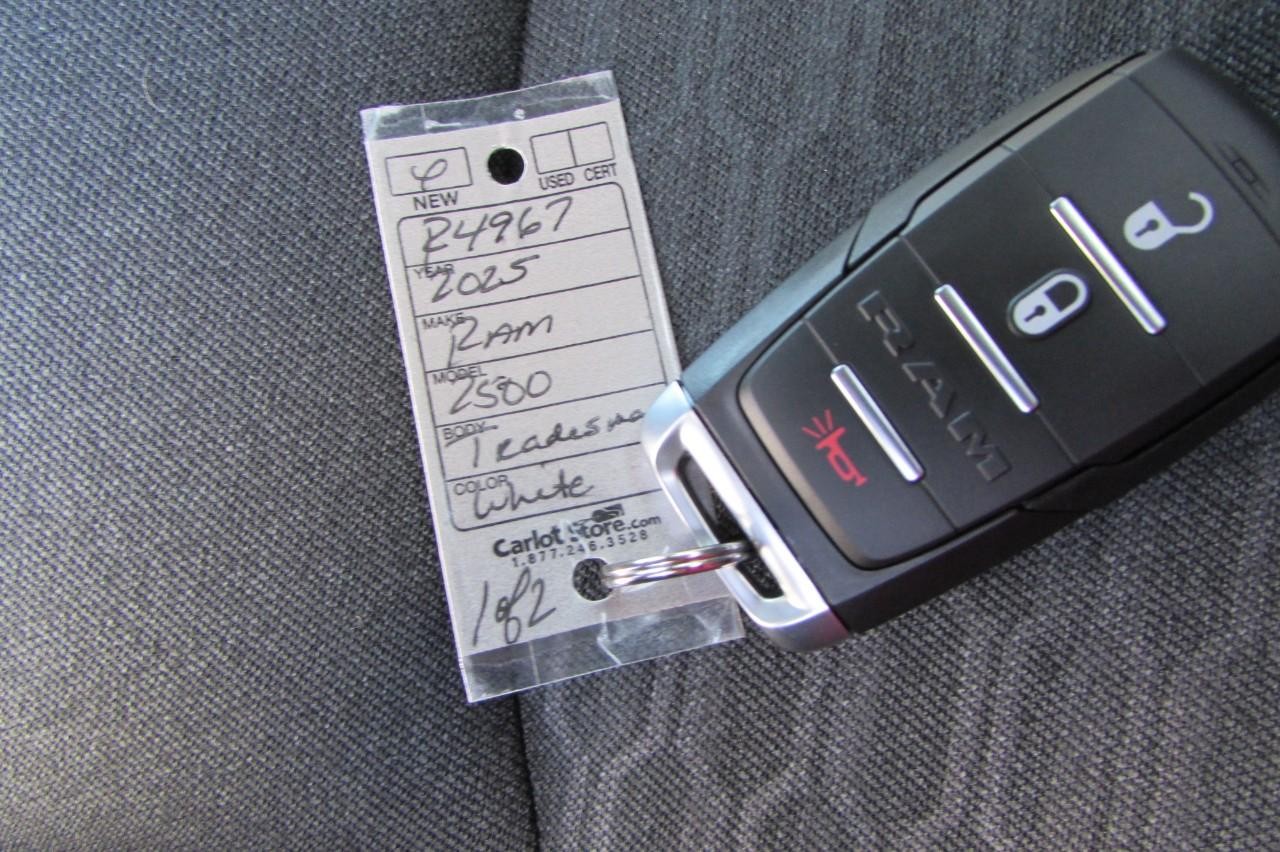 NEW
USED CERT
R4967
YEAR 2025
MAKE RAM
MODEL 2500
BODY Tradesma
COLOR White
CarlotStore.com
1.877.246.3528
1 of 2
RAM